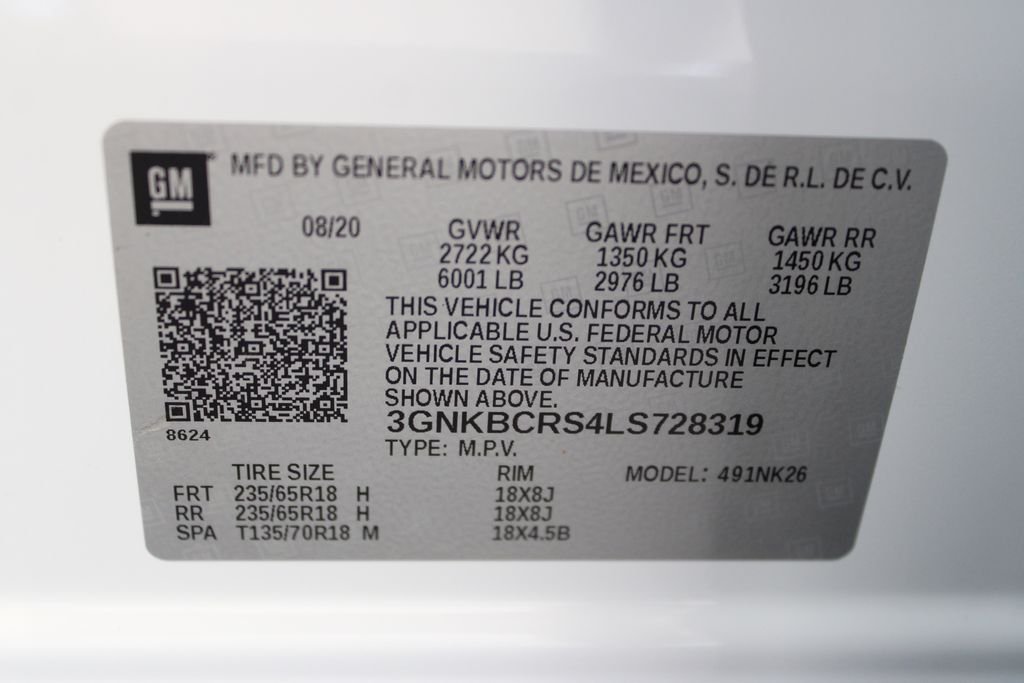 GM
MFD BY GENERAL MOTORS DE MEXICO, S. DE R.L. DE C.V.
08/20 GVWR GAWR FRT GAWR RR
2722 KG 1350 KG 1450 KG
6001 LB 2976 LB 3196 LB
THIS VEHICLE CONFORMS TO ALL
APPLICABLE U.S. FEDERAL MOTOR
VEHICLE SAFETY STANDARDS IN EFFECT
ON THE DATE OF MANUFACTURE
SHOWN ABOVE.
3GNKBCRS4LS728319
8624
TYPE: M.P.V.
TIRE SIZE RIM MODEL: 491NK26
FRT 235/65R18 H 18X8J
RR 235/65R18 H 18X8J
SPA T135/70R18 M 18X4.5B